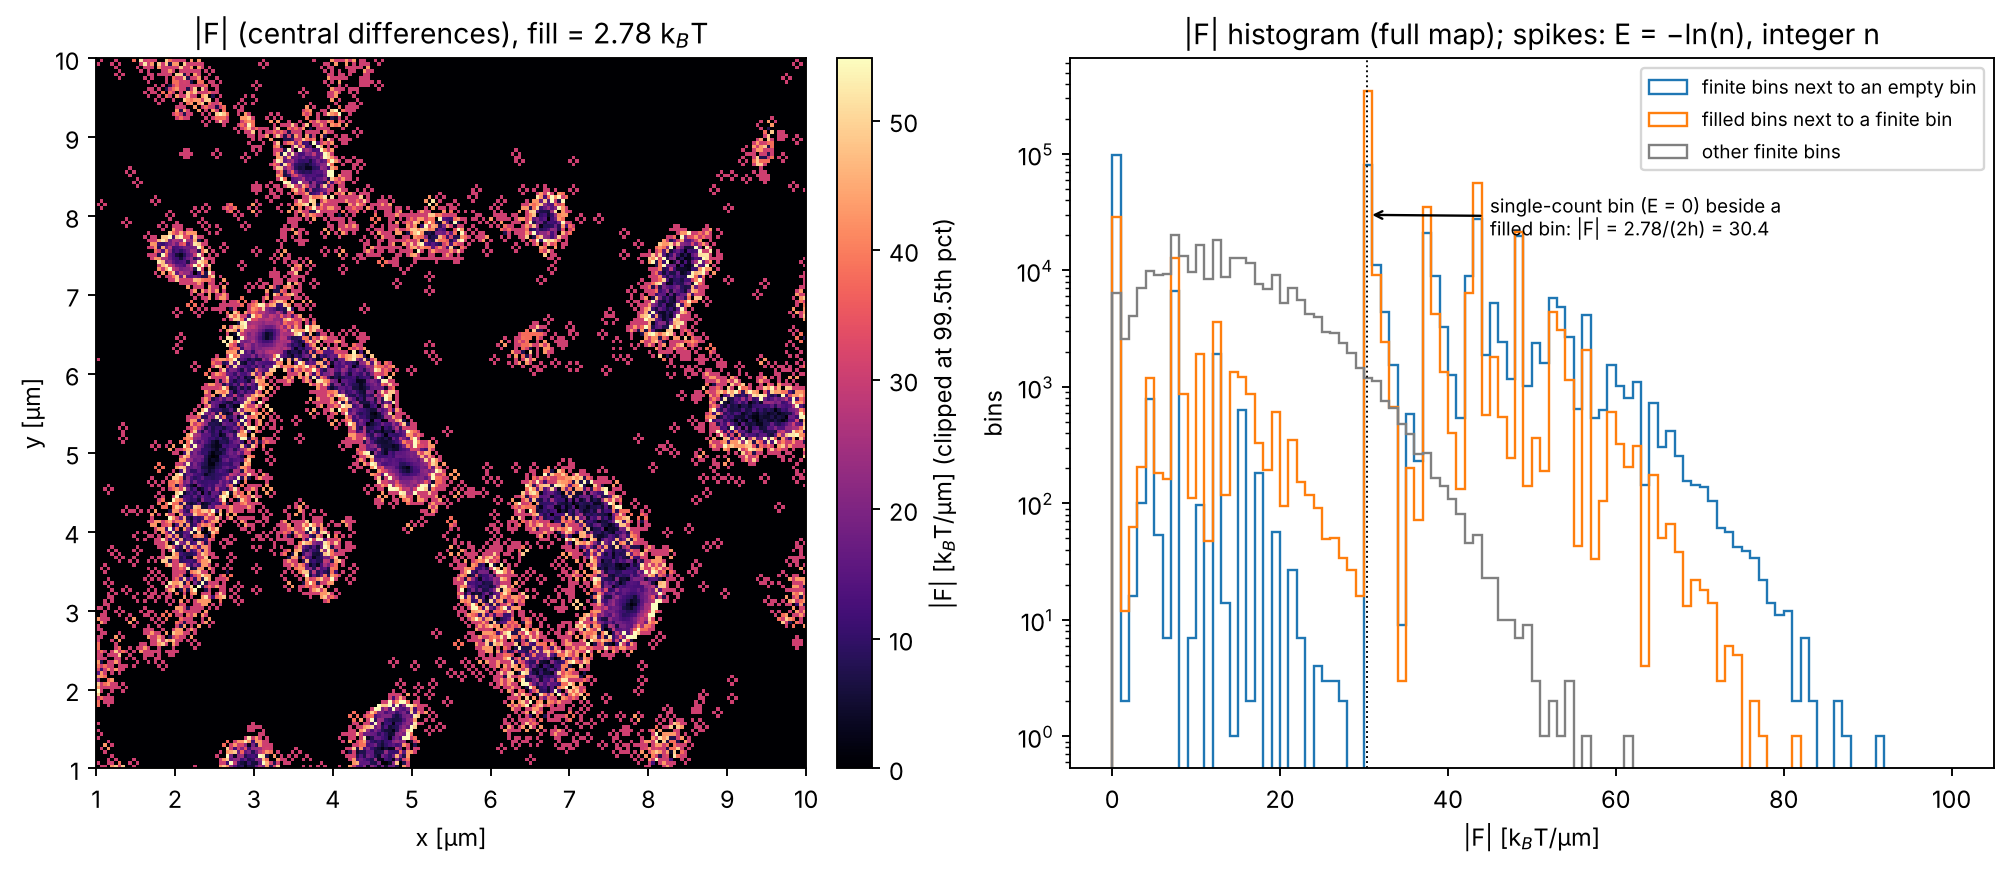 |F| (central differences), fill = 2.78 k_BT
10
9
8
7
6
5
4
3
2
1
y [μm]
1 2 3 4 5 6 7 8 9 10
x [μm]
50
40
30
20
10
0
|F| [k_BT/μm] (clipped at 99.5th pct)
|F| histogram (full map); spikes: E = −ln(n), integer n
finite bins next to an empty bin
filled bins next to a finite bin
other finite bins
single-count bin (E = 0) beside a
filled bin: |F| = 2.78/(2h) = 30.4
10^5
10^4
10^3
10^2
10^1
10^0
bins
0 20 40 60 80 100
|F| [k_BT/μm]